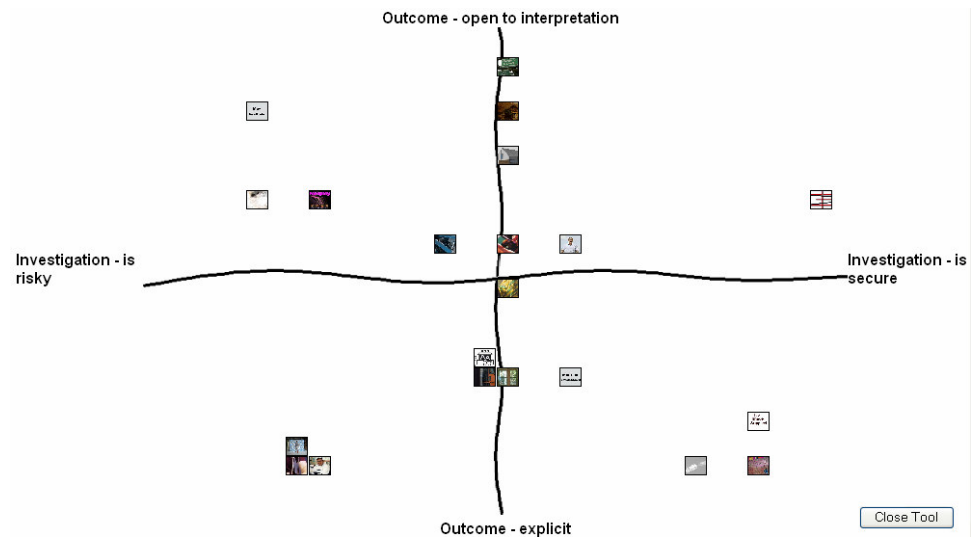 Outcome - open to interpretation
Investigation - is
risky
Investigation - is
secure
Outcome - explicit
Close Tool